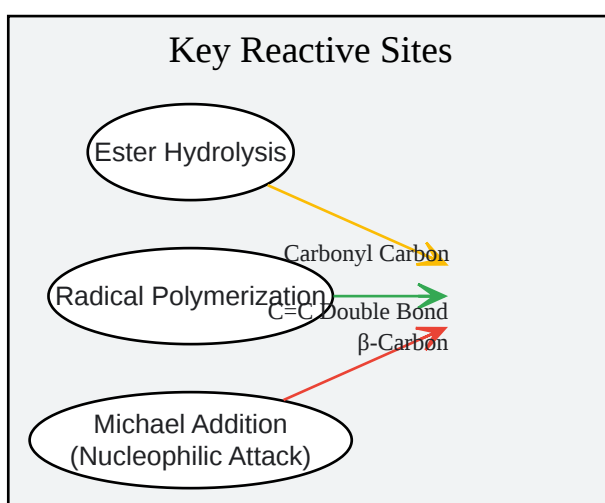 Key Reactive Sites
Ester Hydrolysis
Carbonyl Carbon
Radical Polymerization
C=C Double Bond
β-Carbon
Michael Addition
(Nucleophilic Attack)